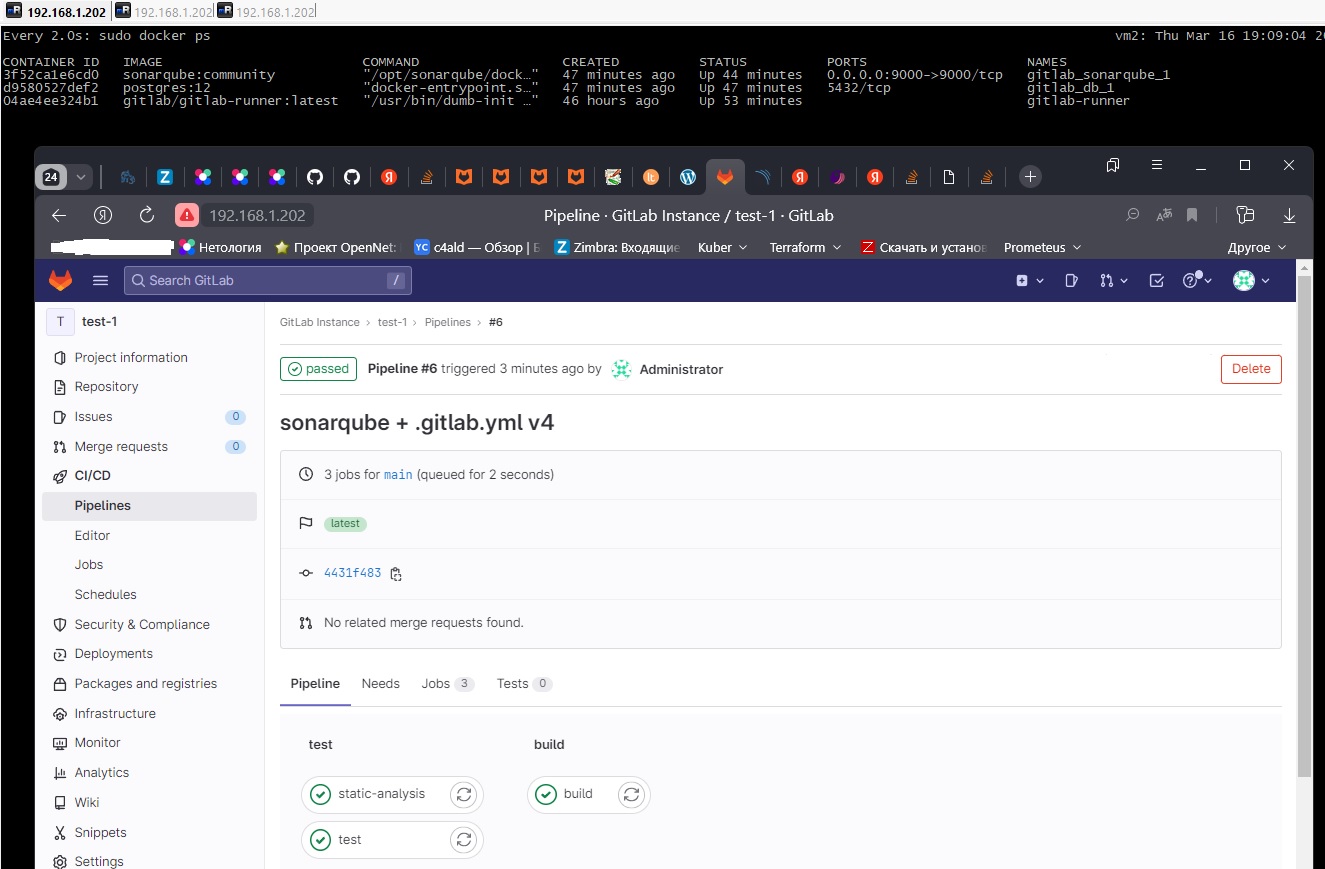 192.168.1.202 192.168.1.202 192.168.1.202
Every 2.0s: sudo docker ps vm2: Thu Mar 16 19:09:04
CONTAINER ID IMAGE COMMAND CREATED STATUS PORTS NAMES
3f52ca1e6cd0 sonarqube:community "/opt/sonarqube/dock…" 47 minutes ago Up 44 minutes 0.0.0.0:9000->9000/tcp gitlab_sonarqube_1
d9580527def2 postgres:12 "docker-entrypoint.s…" 47 minutes ago Up 47 minutes 5432/tcp gitlab_db_1
04ae4ee324b1 gitlab/gitlab-runner:latest "/usr/bin/dumb-init …" 46 hours ago Up 53 minutes gitlab-runner
24
192.168.1.202 Pipeline · GitLab Instance / test-1 · GitLab
Нетология Проект OpenNet: YC c4ald — Обзор | Z Zimbra: Входящие Kuber Terraform Z Скачать и установ Prometheus Другое
Search GitLab /
T test-1
GitLab Instance › test-1 › Pipelines › #6
Project information
Repository
Issues 0
Merge requests 0
CI/CD
Pipelines
Editor
Jobs
Schedules
Security & Compliance
Deployments
Packages and registries
Infrastructure
Monitor
Analytics
Wiki
Snippets
Settings
passed Pipeline #6 triggered 3 minutes ago by Administrator Delete
sonarqube + .gitlab.yml v4
3 jobs for main (queued for 2 seconds)
latest
4431f483
No related merge requests found.
Pipeline Needs Jobs 3 Tests 0
test build
static-analysis build
test